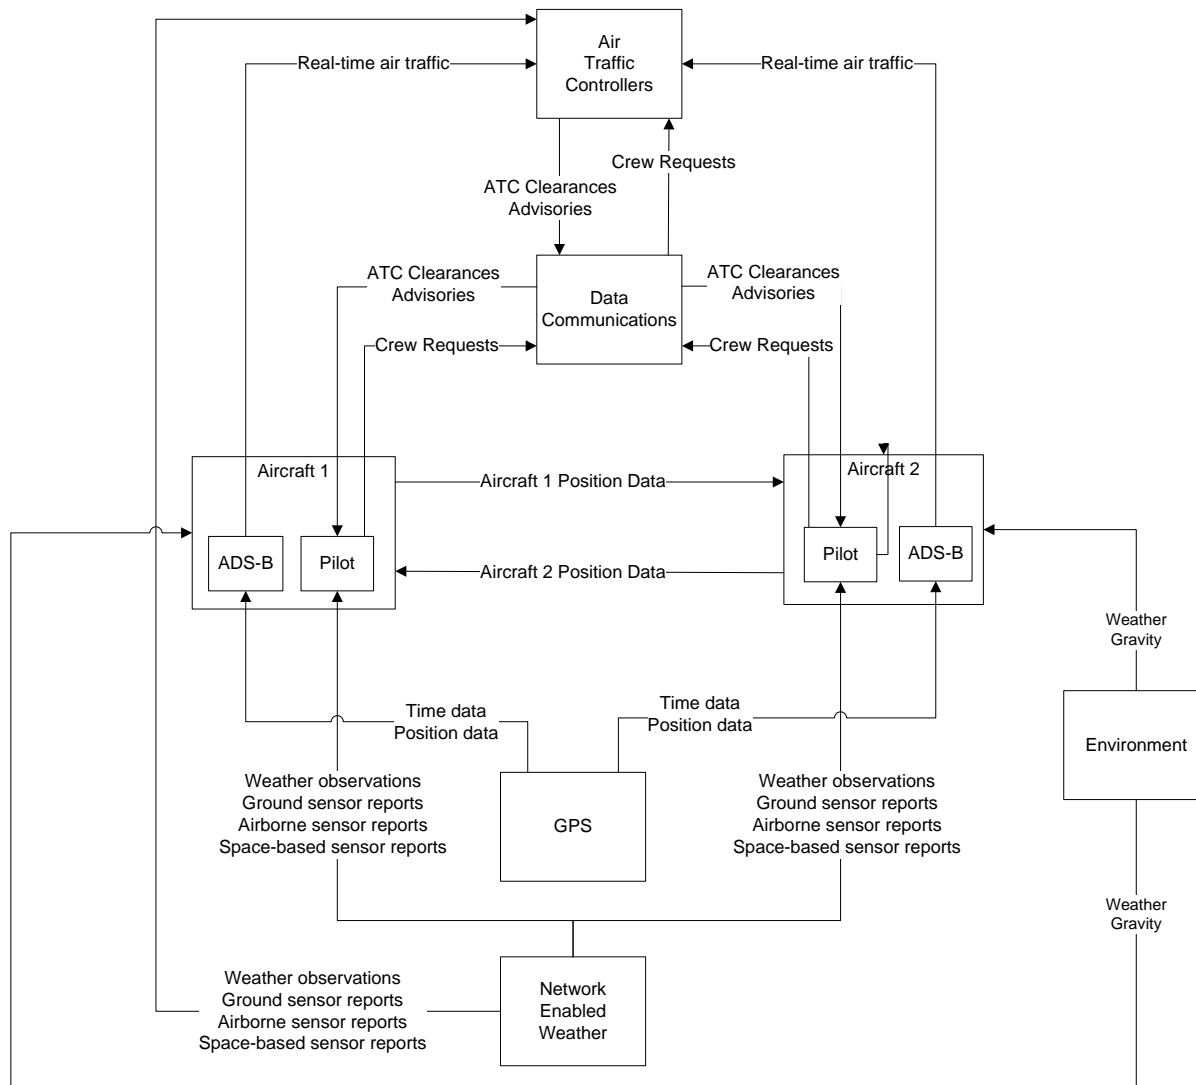 Air
Traffic
Controllers
Real-time air traffic
Real-time air traffic
Crew Requests
ATC Clearances
Advisories
ATC Clearances
Advisories
Data
Communications
ATC Clearances
Advisories
Crew Requests
Crew Requests
Aircraft 1
Aircraft 1 Position Data
Aircraft 2
ADS-B
Pilot
Aircraft 2 Position Data
Pilot
ADS-B
Weather
Gravity
Time data
Position data
Time data
Position data
Environment
Weather observations
Ground sensor reports
Airborne sensor reports
Space-based sensor reports
GPS
Weather observations
Ground sensor reports
Airborne sensor reports
Space-based sensor reports
Weather
Gravity
Weather observations
Ground sensor reports
Airborne sensor reports
Space-based sensor reports
Network
Enabled
Weather